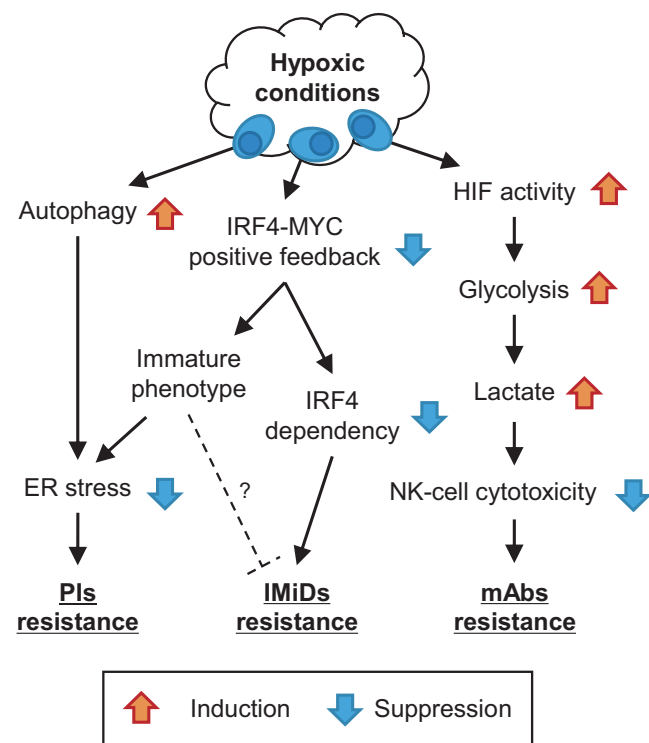 Hypoxic
conditions
Autophagy
IRF4-MYC
positive feedback
HIF activity
Glycolysis
Immature
phenotype
IRF4
dependency
Lactate
ER stress
?
NK-cell cytotoxicity
PIs
resistance
IMiDs
resistance
mAbs
resistance
Induction
Suppression